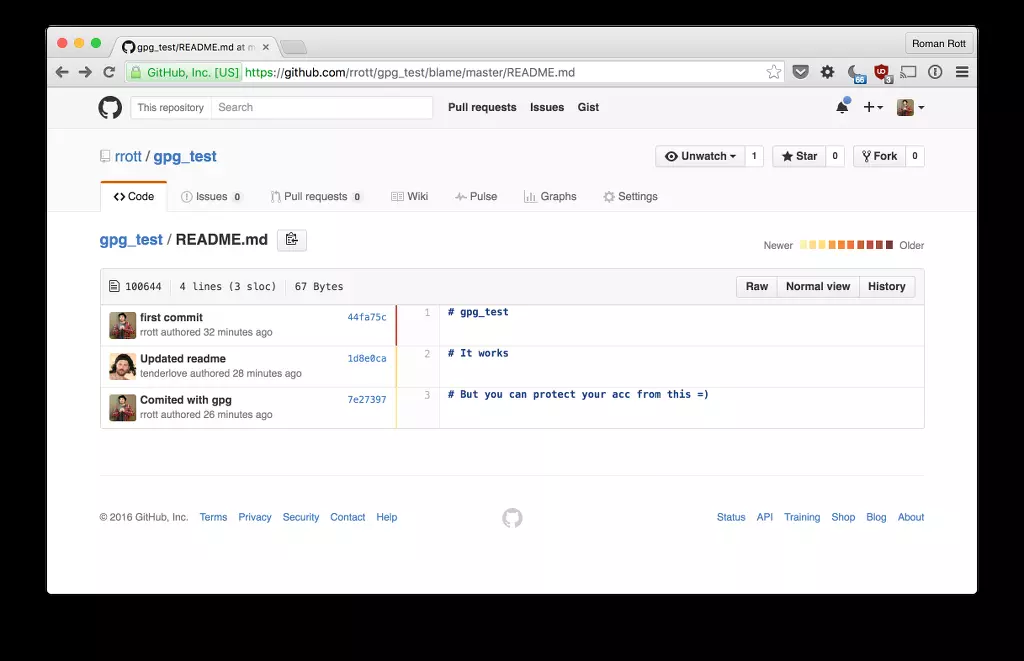 gpg_test/README.md at m
Roman Rott
GitHub, Inc. [US] https://github.com/rrott/gpg_test/blame/master/README.md
66
3
This repository Search Pull requests Issues Gist
rrott / gpg_test
Unwatch 1 Star 0 Fork 0
Code Issues 0 Pull requests 0 Wiki Pulse Graphs Settings
gpg_test / README.md
Newer Older
100644 4 lines (3 sloc) 67 Bytes Raw Normal view History
first commit 44fa75c 1 # gpg_test
rrott authored 32 minutes ago
Updated readme 1d8e0ca 2 # It works
tenderlove authored 28 minutes ago
Comited with gpg 7e27397 3 # But you can protect your acc from this =)
rrott authored 26 minutes ago
© 2016 GitHub, Inc. Terms Privacy Security Contact Help Status API Training Shop Blog About